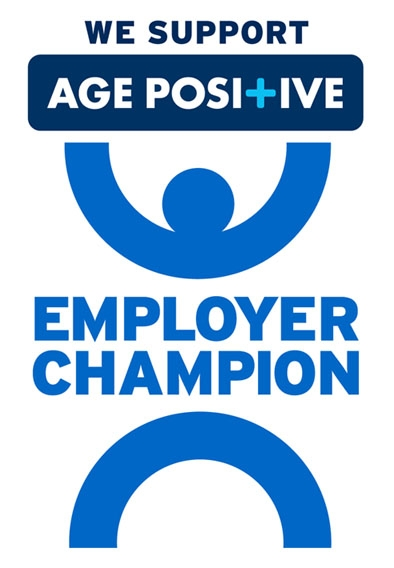 WE SUPPORT
AGE POSI+IVE
EMPLOYER
CHAMPION